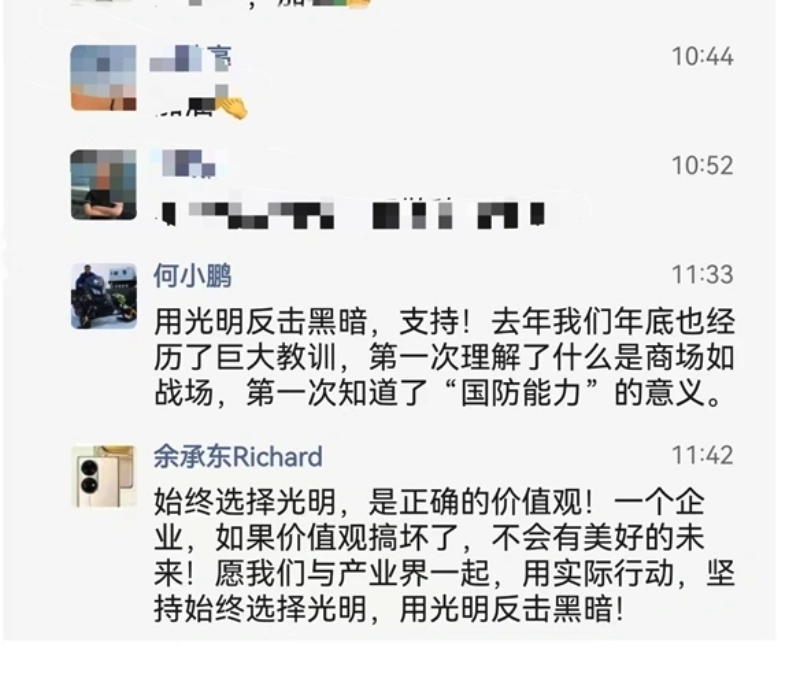 10:44
10:52
何小鹏
11:33
用光明反击黑暗，支持！去年我们年底也经
历了巨大教训，第一次理解了什么是商场如
战场，第一次知道了“国防能力”的意义。
余承东Richard
11:42
始终选择光明，是正确的价值观！一个企
业，如果价值观搞坏了，不会有美好的未
来！愿我们与产业界一起，用实际行动，坚
持始终选择光明，用光明反击黑暗！